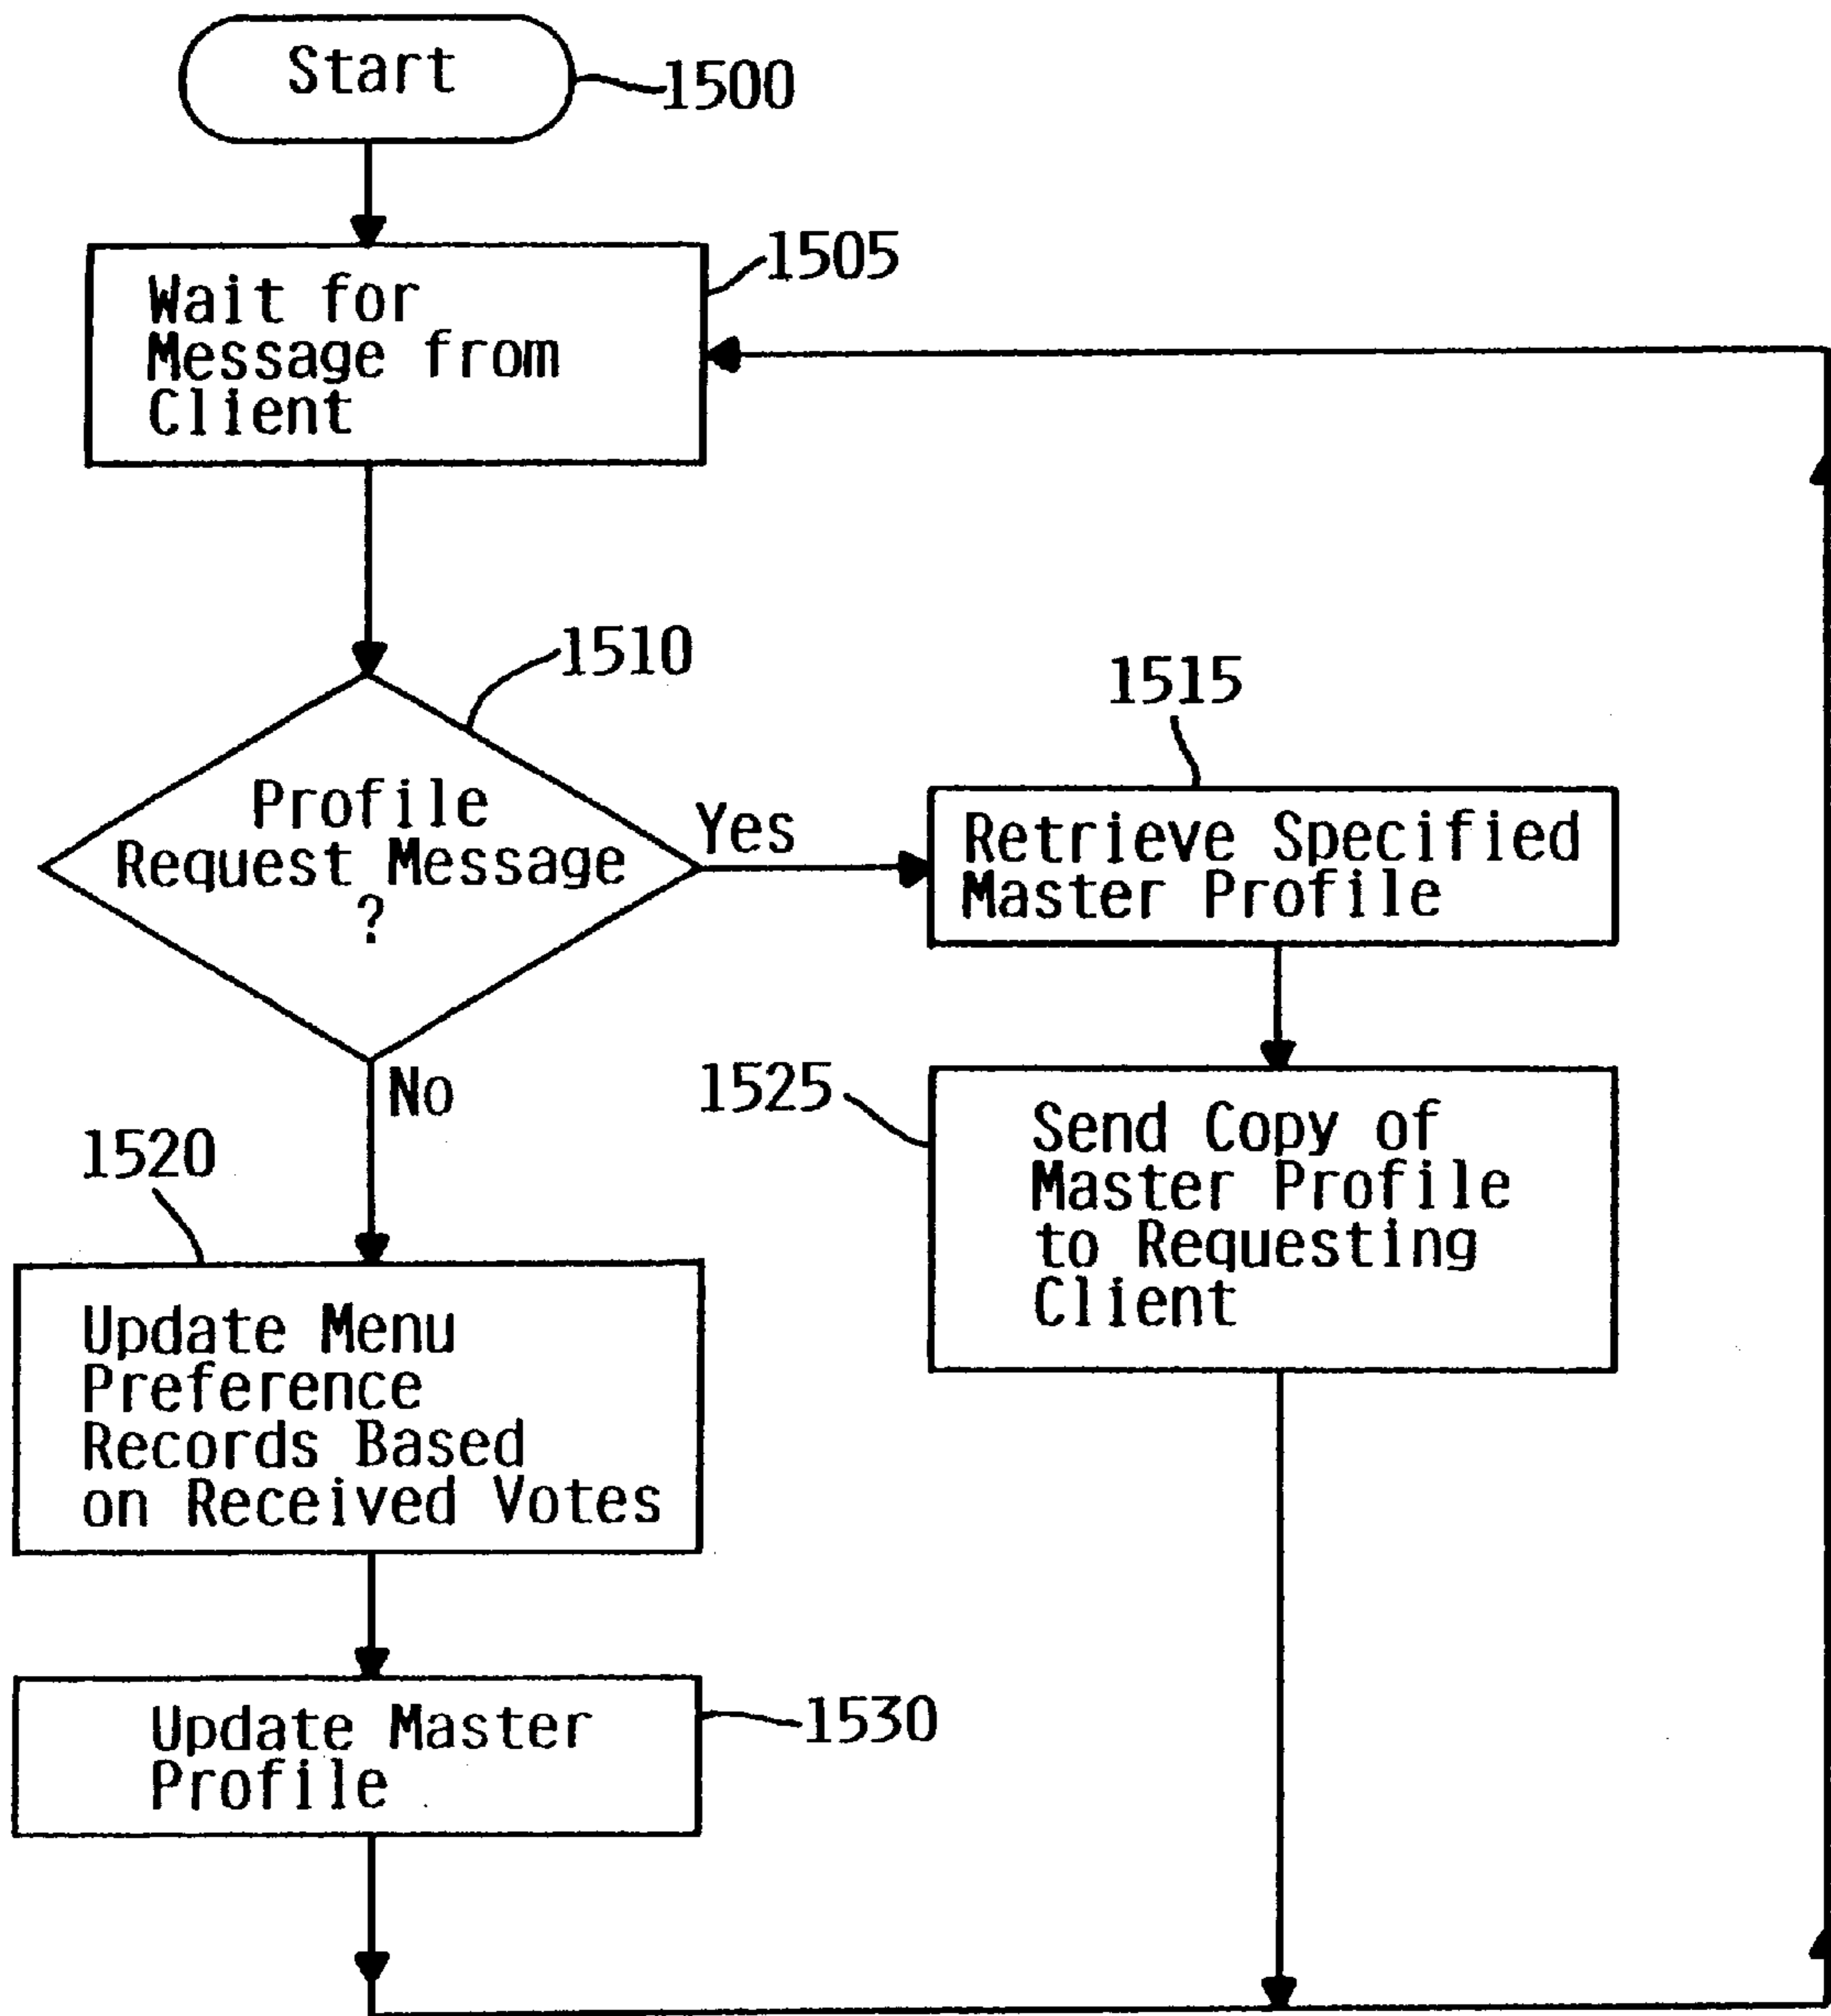 Start
1500
1505
Wait for
Message from
Client
1510
Profile
Request Message
?
Yes
No
1515
Retrieve Specified
Master Profile
1525
Send Copy of
Master Profile
to Requesting
Client
1520
Update Menu
Preference
Records Based
on Received Votes
Update Master
Profile
1530